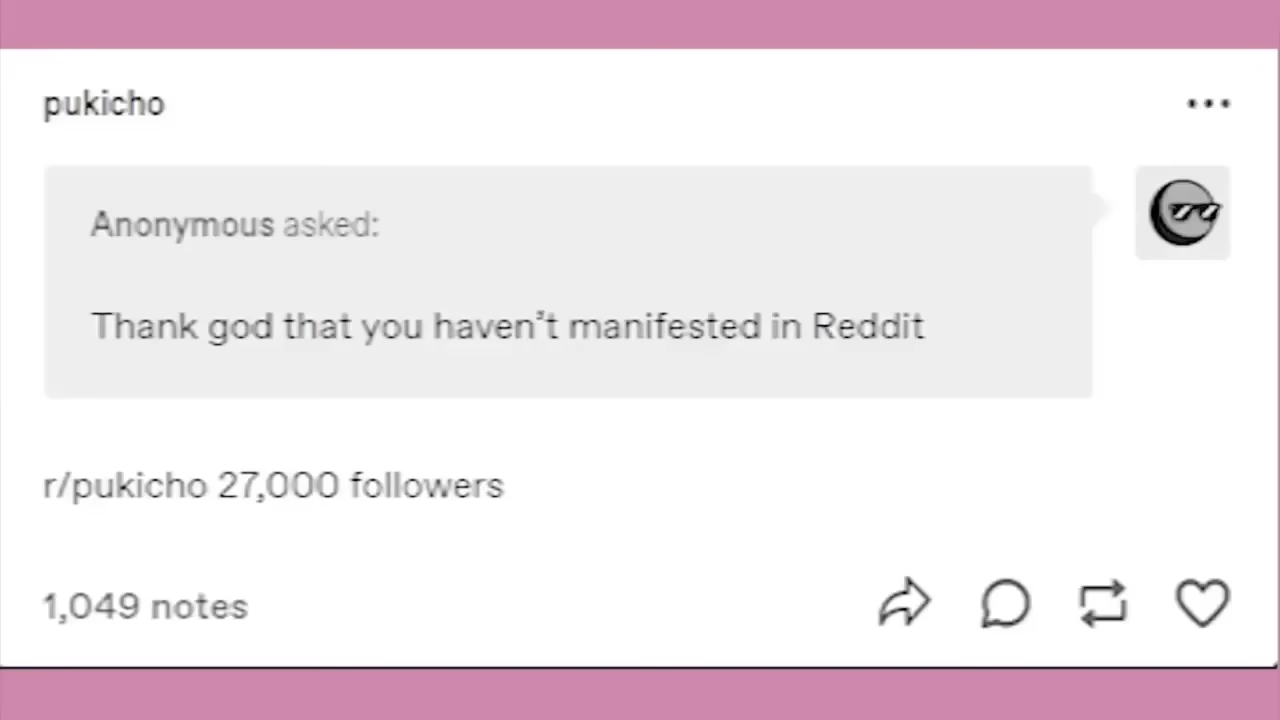 pukicho
Anonymous asked:
Thank god that you haven't manifested in Reddit
r/pukicho 27,000 followers
1,049 notes